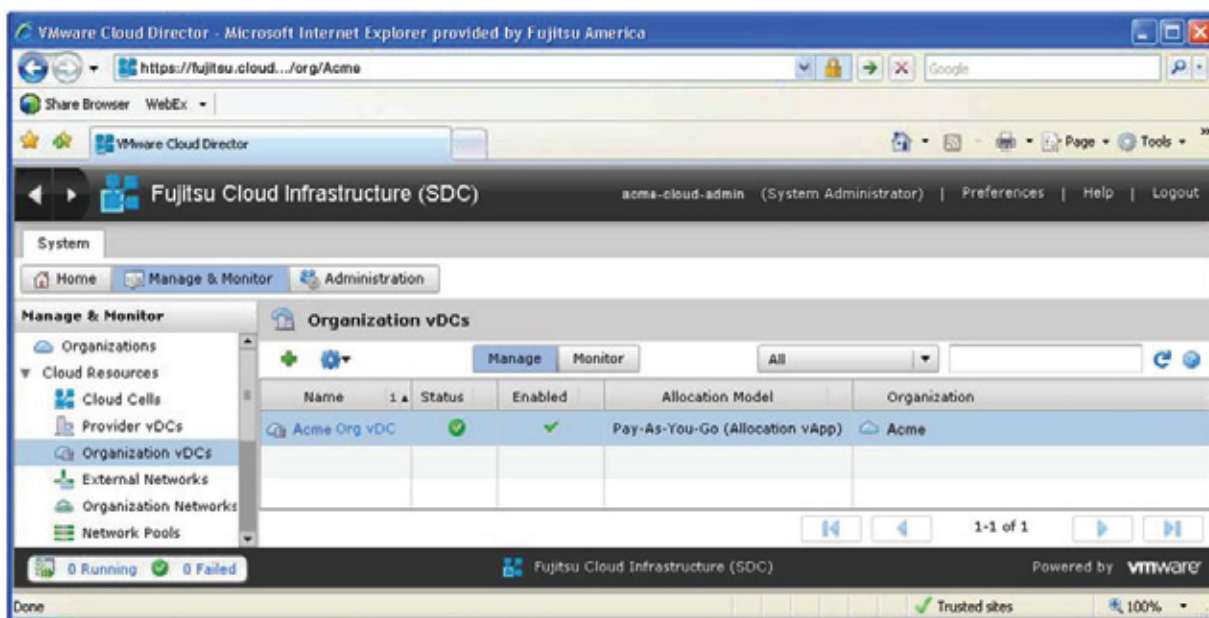 VMware Cloud Director - Microsoft Internet Explorer provided by Fujitsu America
https://fujitsu.cloud.../org/Acme
Google
Share Browser WebEx
VMware Cloud Director
Page Tools
Fujitsu Cloud Infrastructure (SDC)
acme-cloud-admin (System Administrator) | Preferences | Help | Logout
System
Home Manage & Monitor Administration
Manage & Monitor
Organizations
Cloud Resources
Cloud Cells
Provider vDCs
Organization vDCs
External Networks
Organization Networks
Network Pools
Organization vDCs
Manage Monitor All
Name 1 Status Enabled Allocation Model Organization
Acme Org vDC Pay-As-You-Go (Allocation vApp) Acme
1-1 of 1
0 Running 0 Failed
Fujitsu Cloud Infrastructure (SDC)
Powered by vmware
Done
Trusted sites
100%